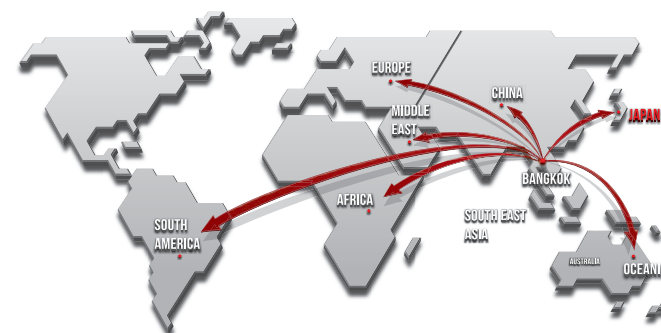 EUROPE
CHINA
MIDDLE
EAST
JAPAN
BANGKOK
AFRICA
SOUTH EAST
ASIA
SOUTH
AMERICA
AUSTRALIA
OCEANI